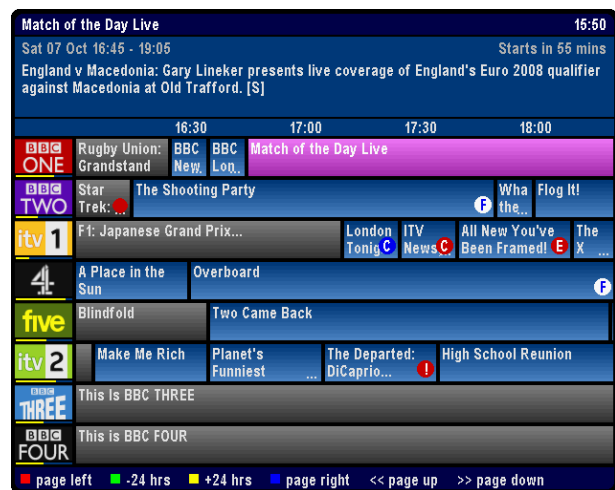 Match of the Day Live 15:50
Sat 07 Oct 16:45 - 19:05 Starts in 55 mins
England v Macedonia: Gary Lineker presents live coverage of England's Euro 2008 qualifier
against Macedonia at Old Trafford. [S]
16:30 17:00 17:30 18:00
BBC
ONE
Rugby Union:
Grandstand
BBC
New..
BBC
Lon..
Match of the Day Live
BBC
TWO
Star
Trek: ...
The Shooting Party
F
Wha
the...
Flog It!
itv 1
F1: Japanese Grand Prix...
London
Tonig C
ITV
News... C
All New You've
Been Framed! E
The
X ...
4
A Place in the
Sun
Overboard
F
five
Blindfold
Two Came Back
itv 2
Make Me Rich
Planet's
Funniest ...
The Departed:
DiCaprio... !
High School Reunion
BBC
THREE
This Is BBC THREE
BBC
FOUR
This is BBC FOUR
page left -24 hrs +24 hrs page right << page up >> page down